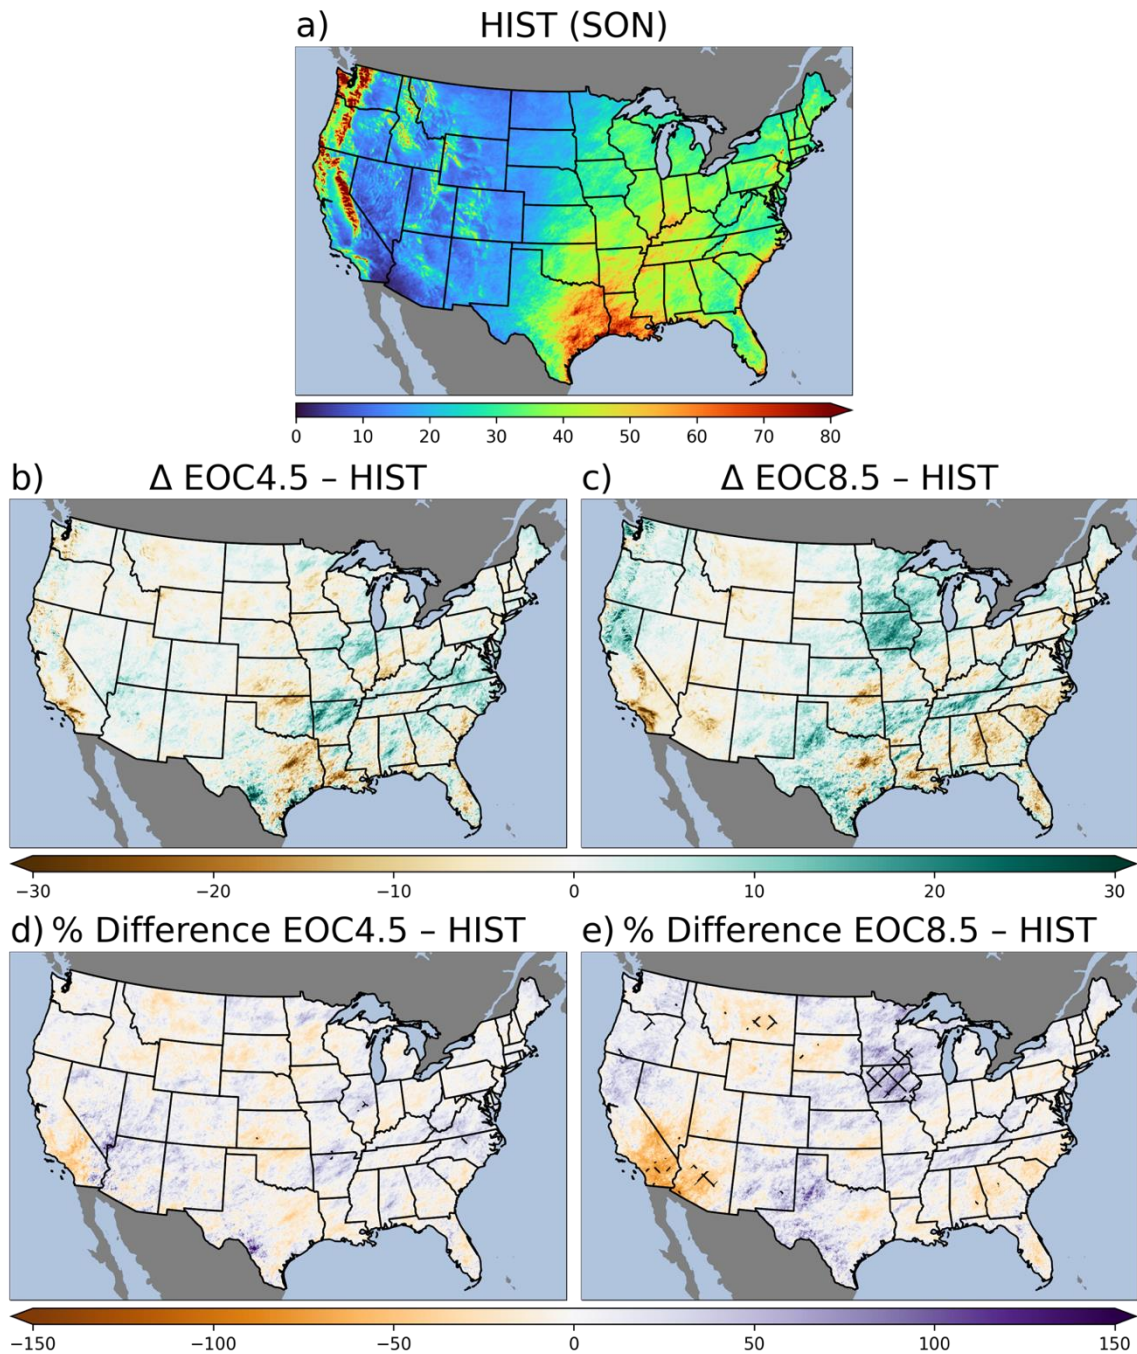 a) HIST (SON)
0 10 20 30 40 50 60 70 80
b) Δ EOC4.5 – HIST
c) Δ EOC8.5 – HIST
−30 −20 −10 0 10 20 30
d) % Difference EOC4.5 – HIST
e) % Difference EOC8.5 – HIST
−150 −100 −50 0 50 100 150